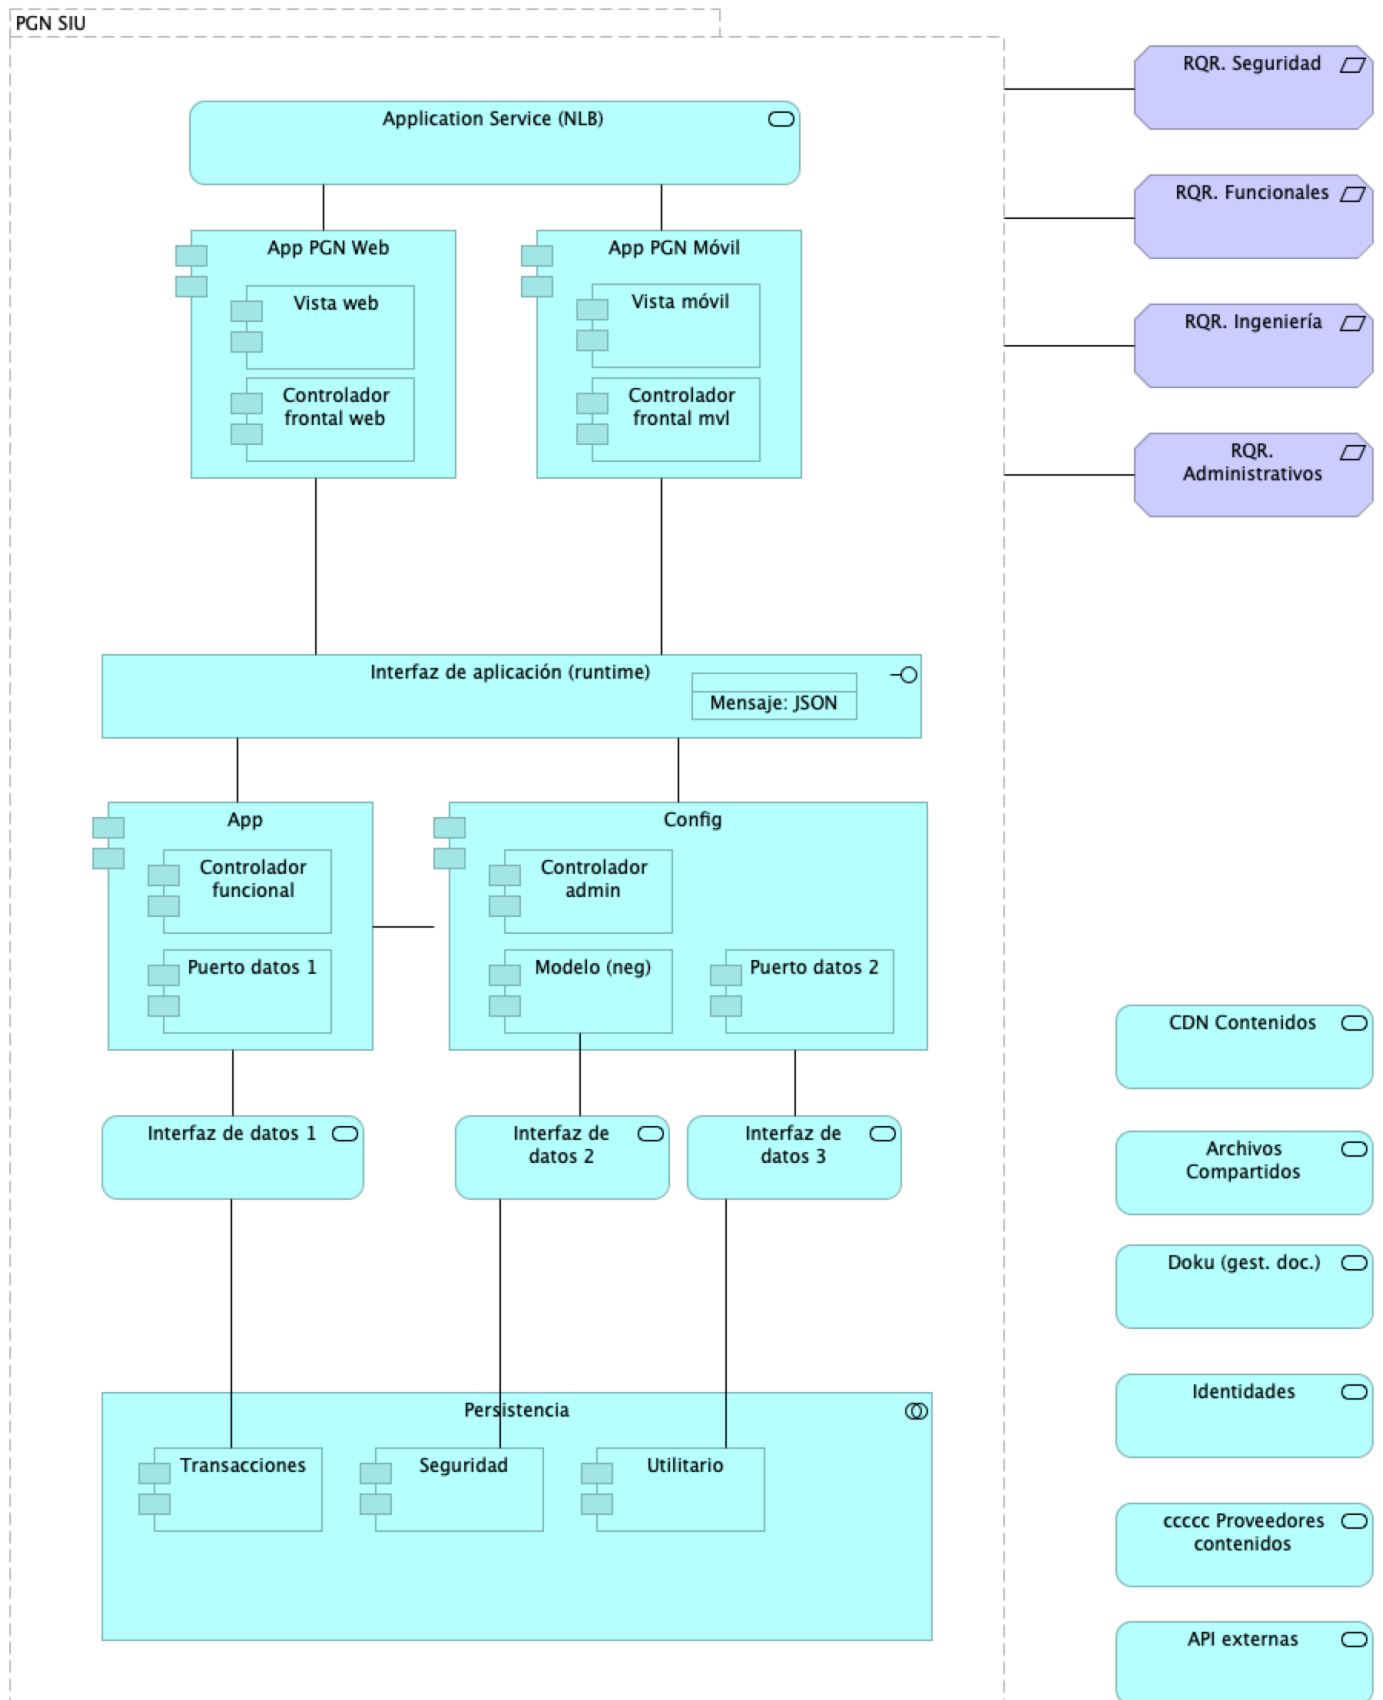 PGN SIU
RQR. Seguridad
Application Service (NLB)
RQR. Funcionales
App PGN Web
App PGN Móvil
Vista web
Vista móvil
RQR. Ingeniería
Controlador
frontal web
Controlador
frontal mvl
RQR.
Administrativos
Interfaz de aplicación (runtime)
Mensaje: JSON
App
Config
Controlador
funcional
Controlador
admin
Puerto datos 1
Modelo (neg)
Puerto datos 2
CDN Contenidos
Interfaz de datos 1
Interfaz de
datos 2
Interfaz de
datos 3
Archivos
Compartidos
Doku (gest. doc.)
Identidades
Persistencia
Transacciones
Seguridad
Utilitario
ccccc Proveedores
contenidos
API externas